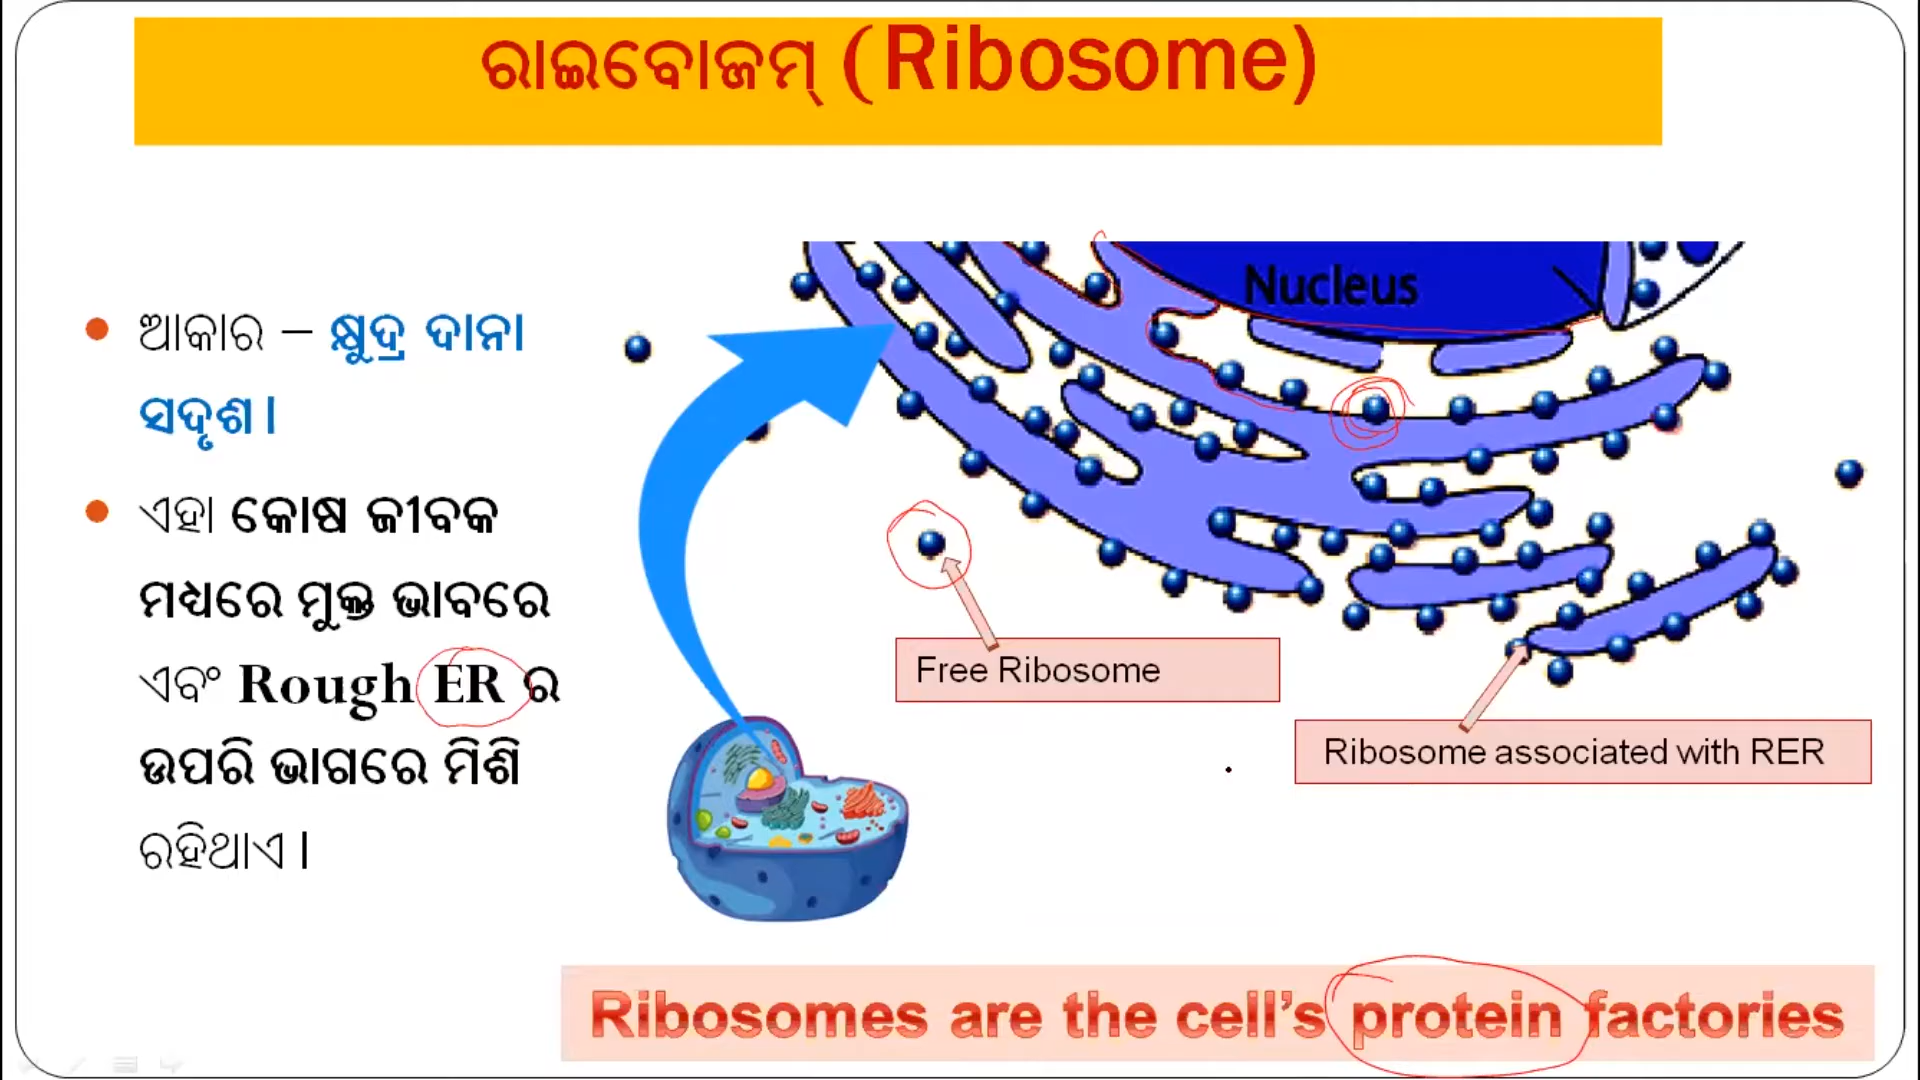 ରାଇବୋଜମ୍ (Ribosome)
Nucleus
• ଆକାର – କ୍ଷୁଦ୍ର ଦାନା
ସଦୃଶ।
• ଏହା କୋଷ ଜୀବକ
ମଧ୍ୟରେ ମୁକ୍ତ ଭାବରେ
ଏବଂ Rough ER ର
ଉପରି ଭାଗରେ ମିଶି
ରହିଥାଏ।
Free Ribosome
Ribosome associated with RER
Ribosomes are the cell’s protein factories